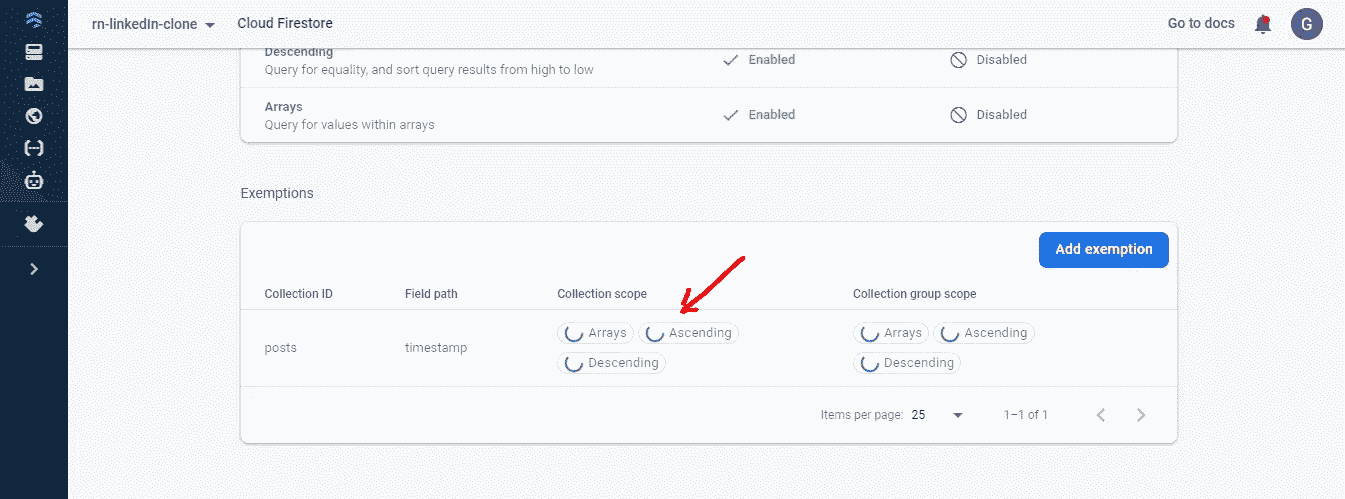 rn-linkedIn-clone Cloud Firestore Go to docs G
Descending
Query for equality, and sort query results from high to low Enabled Disabled
Arrays
Query for values within arrays Enabled Disabled
Exemptions
Add exemption
Collection ID Field path Collection scope Collection group scope
posts timestamp Arrays Ascending Arrays Ascending
Descending Descending
Items per page: 25 1–1 of 1